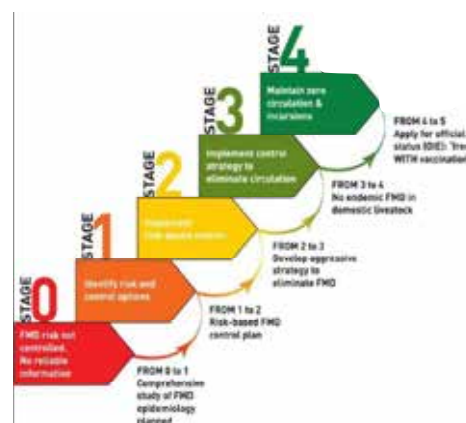 STAGE 4
Maintain zero
circulation &
incursions
FROM 4 to 5
Apply for official
status (OIE): 'free
WITH vaccination
STAGE 3
Implement control
strategy to
eliminate circulation
FROM 3 to 4
No endemic FMD in
domestic livestock
STAGE 2
Implement
risk-based control
FROM 2 to 3
Develop aggressive
strategy to
eliminate FMD
STAGE 1
Identify risk and
control options
FROM 1 to 2
Risk-based FMD
control plan
STAGE 0
FMD risk not
controlled.
No reliable
information
FROM 0 to 1
Comprehensive
study of FMD
epidemiology
planned